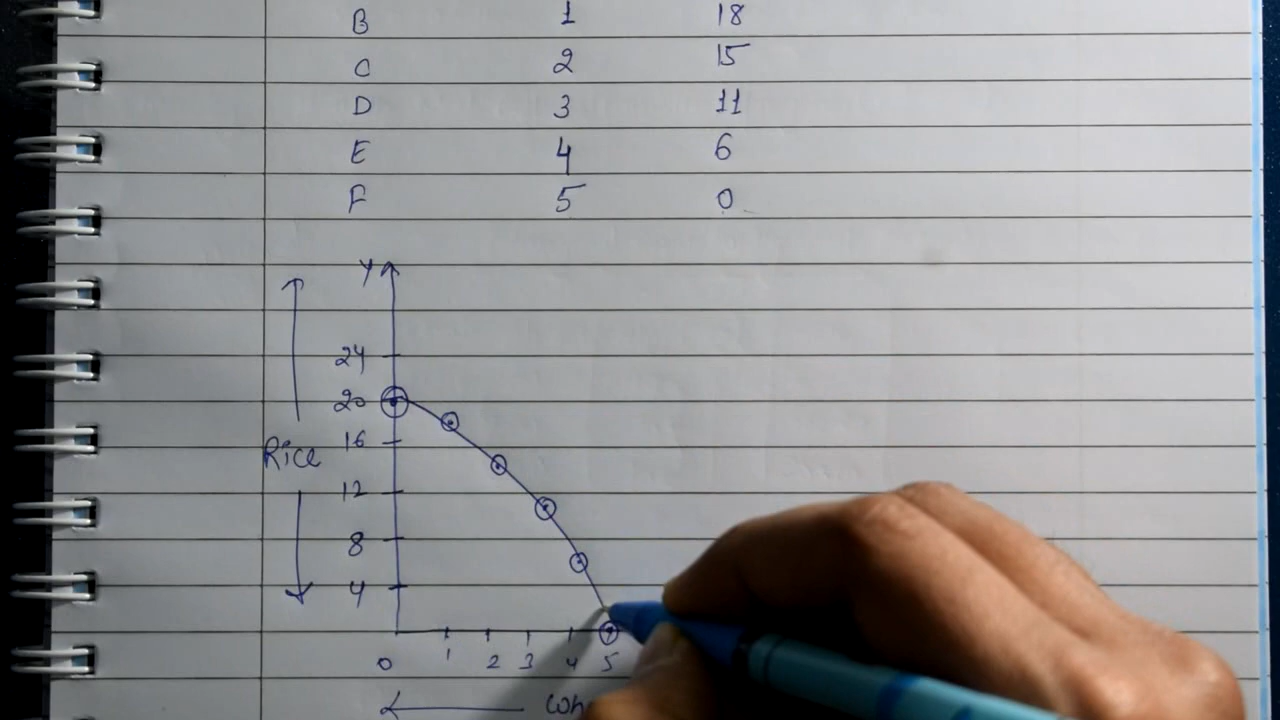 B 1 18
C 2 15
D 3 11
E 4 6
F 5 0
Y
24
20
Rice 16
12
8
4
0 1 2 3 4 5